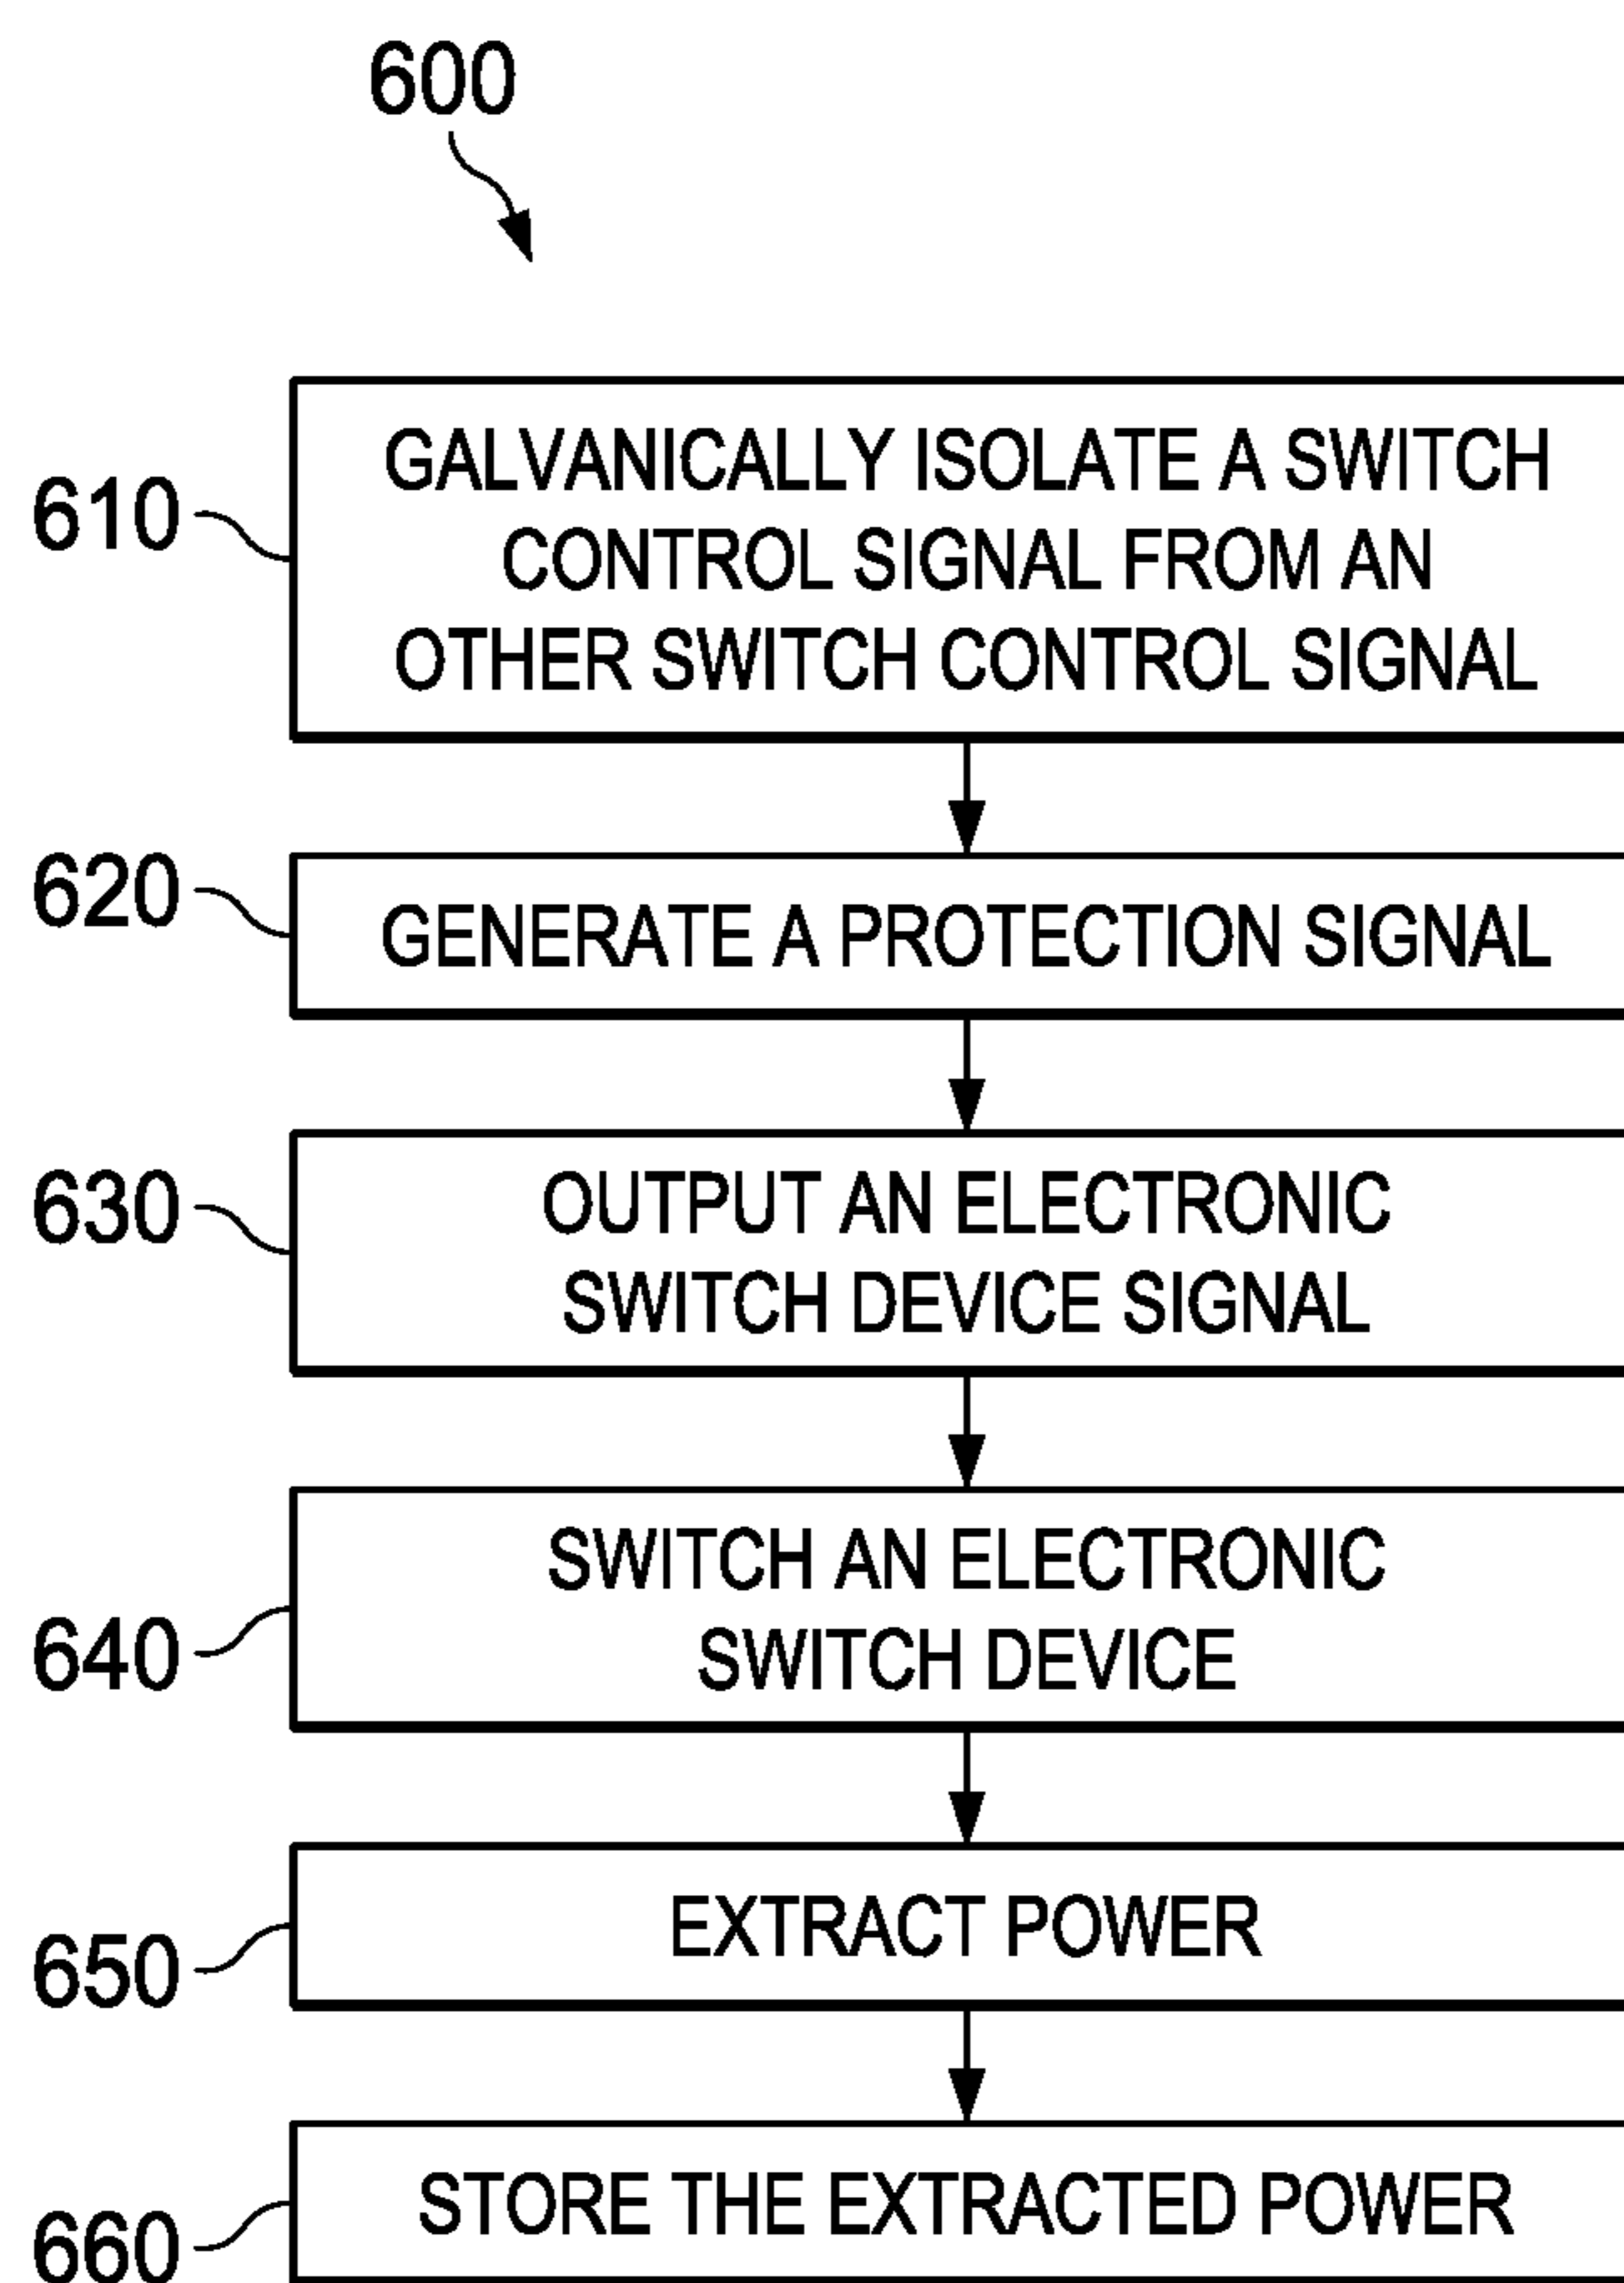 600
610
GALVANICALLY ISOLATE A SWITCH
CONTROL SIGNAL FROM AN
OTHER SWITCH CONTROL SIGNAL
620
GENERATE A PROTECTION SIGNAL
630
OUTPUT AN ELECTRONIC
SWITCH DEVICE SIGNAL
640
SWITCH AN ELECTRONIC
SWITCH DEVICE
650
EXTRACT POWER
660
STORE THE EXTRACTED POWER